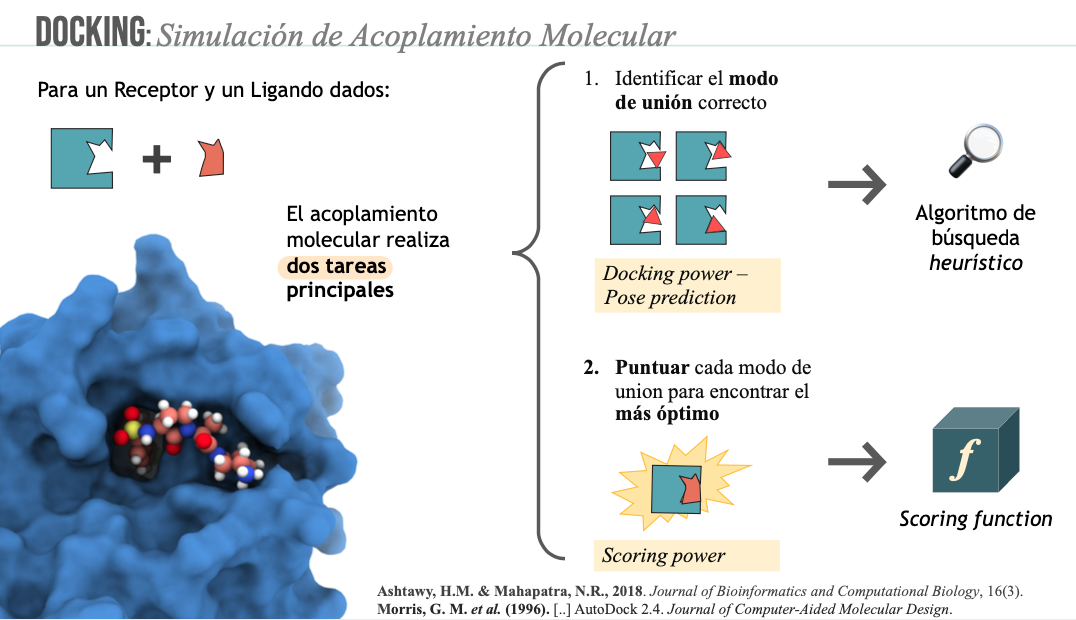 DOCKING: Simulación de Acoplamiento Molecular
Para un Receptor y un Ligando dados:
+
El acoplamiento
molecular realiza
dos tareas
principales
1. Identificar el modo
de unión correcto
Docking power –
Pose prediction
Algoritmo de
búsqueda
heurístico
2. Puntuar cada modo de
union para encontrar el
más óptimo
Scoring power
f
Scoring function
Ashtawy, H.M. & Mahapatra, N.R., 2018. Journal of Bioinformatics and Computational Biology, 16(3).
Morris, G. M. et al. (1996). [..] AutoDock 2.4. Journal of Computer-Aided Molecular Design.